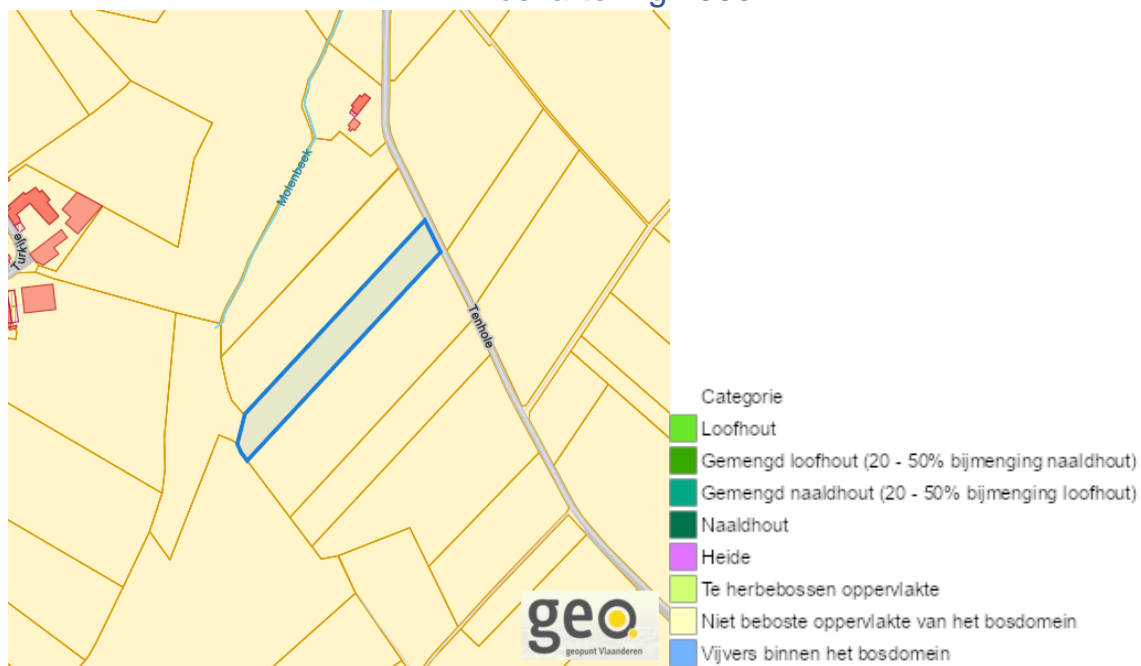 Molenbeek
Turkije
Tenhole
geo.
geopunt Vlaanderen
Categorie
Loofhout
Gemengd loofhout (20 - 50% bijmenging naaldhout)
Gemengd naaldhout (20 - 50% bijmenging loofhout)
Naaldhout
Heide
Te herbebossen oppervlakte
Niet beboste oppervlakte van het bosdomein
Vijvers binnen het bosdomein